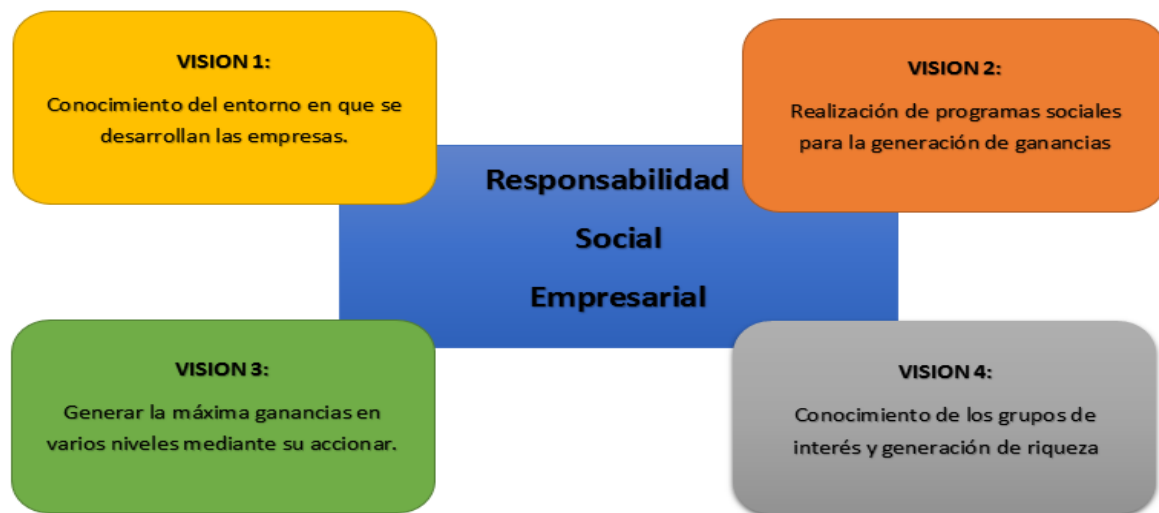 VISION 1:
Conocimiento del entorno en que se
desarrollan las empresas.
VISION 2:
Realización de programas sociales
para la generación de ganancias
Responsabilidad
Social
Empresarial
VISION 3:
Generar la máxima ganancias en
varios niveles mediante su accionar.
VISION 4:
Conocimiento de los grupos de
interés y generación de riqueza